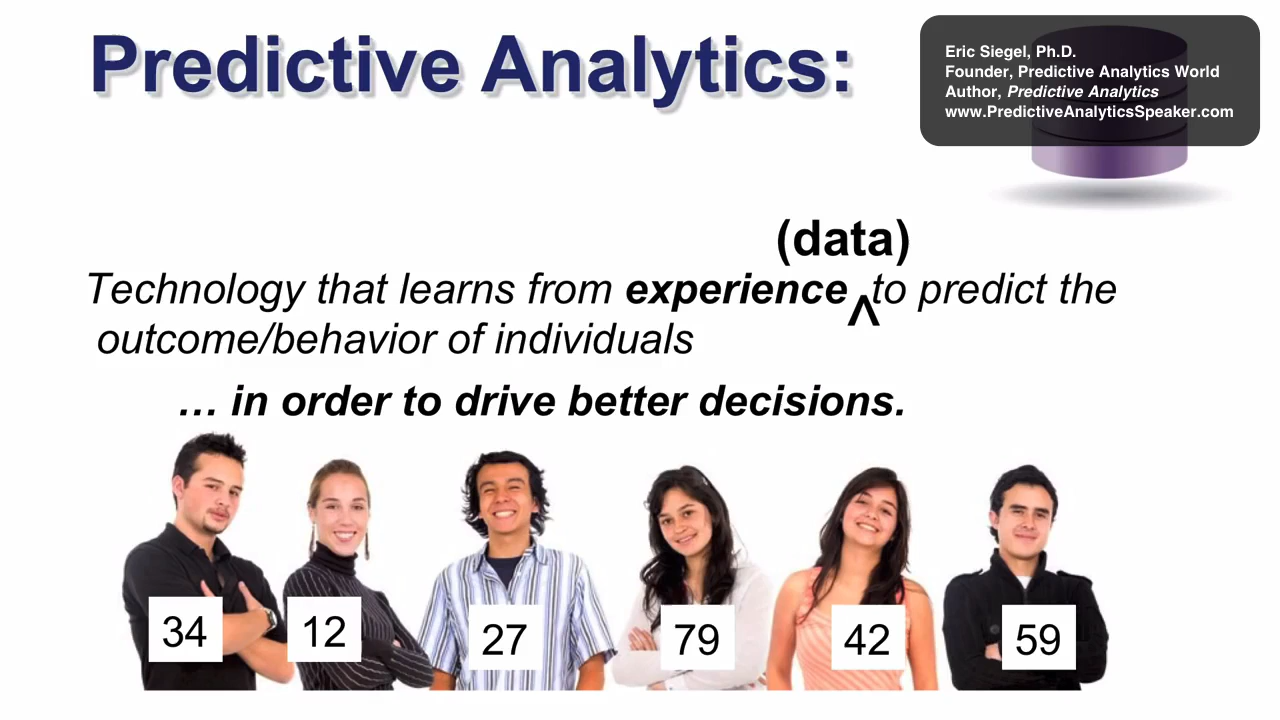 Predictive Analytics:
Eric Siegel, Ph.D.
Founder, Predictive Analytics World
Author, Predictive Analytics
www.PredictiveAnalyticsSpeaker.com
(data)
Technology that learns from experience ^ to predict the
outcome/behavior of individuals
… in order to drive better decisions.
34 12 27 79 42 59